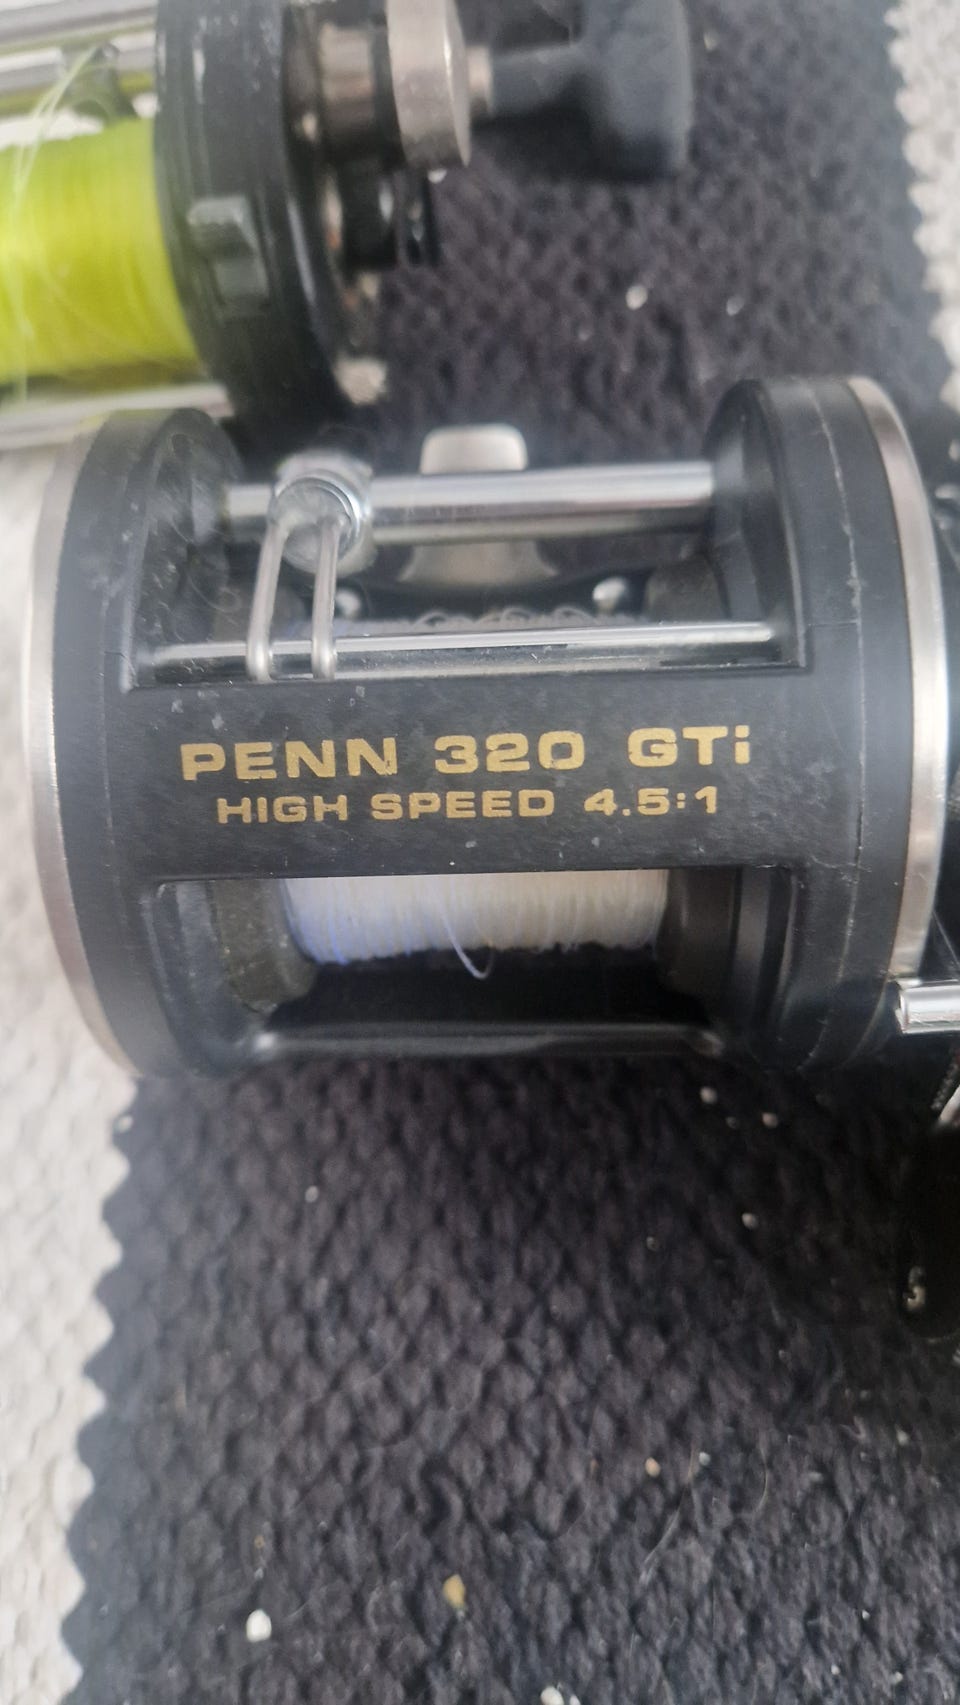 PENN 320 GTi
HIGH SPEED 4.5:1